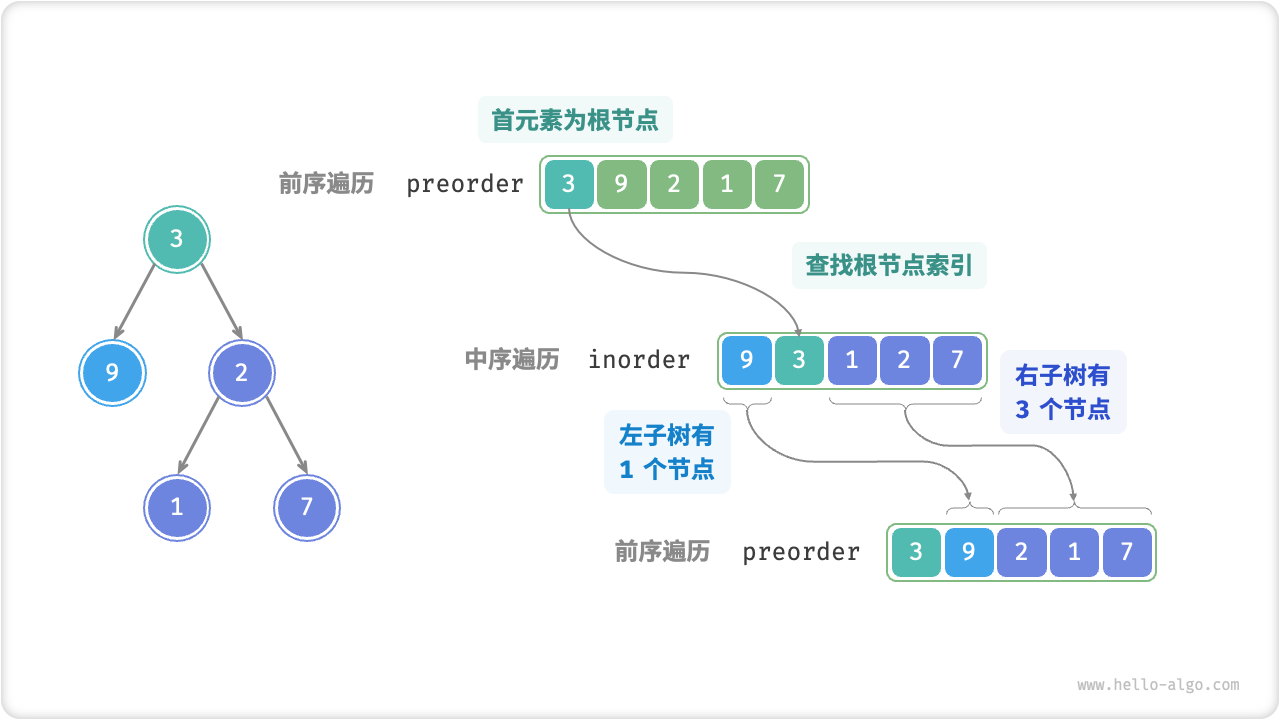 首元素为根节点
前序遍历 preorder 3 9 2 1 7
3
查找根节点索引
中序遍历 inorder 9 3 1 2 7
9 2
右子树有
3 个节点
左子树有
1 个节点
1 7
前序遍历 preorder 3 9 2 1 7
www.hello-algo.com